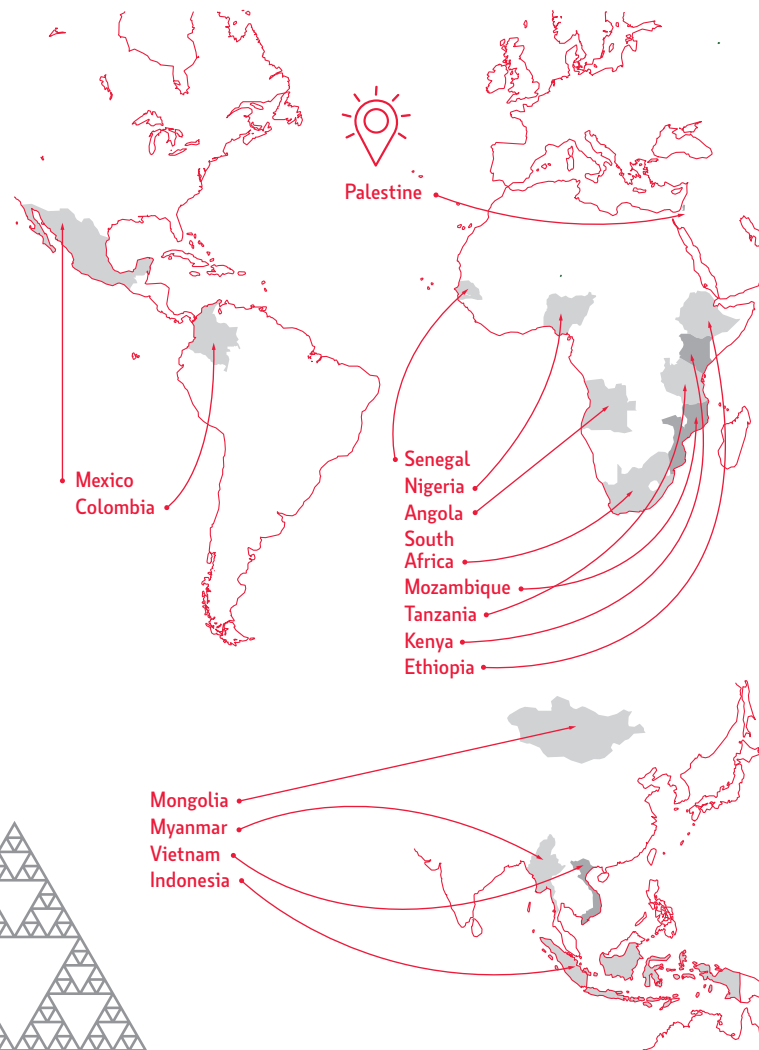 Palestine
Mexico
Colombia
Senegal
Nigeria
Angola
South
Africa
Mozambique
Tanzania
Kenya
Ethiopia
Mongolia
Myanmar
Vietnam
Indonesia